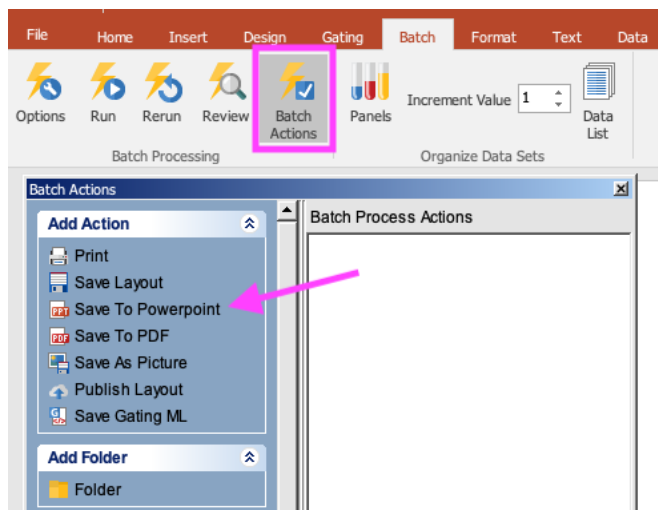 File Home Insert Design Gating Batch Format Text Data
Options Run Rerun Review Batch Actions Panels Increment Value 1 Data List
Batch Processing Organize Data Sets
Batch Actions
Add Action
Batch Process Actions
Print
Save Layout
PPT Save To Powerpoint
PDF Save To PDF
Save As Picture
Publish Layout
Save Gating ML
Add Folder
Folder